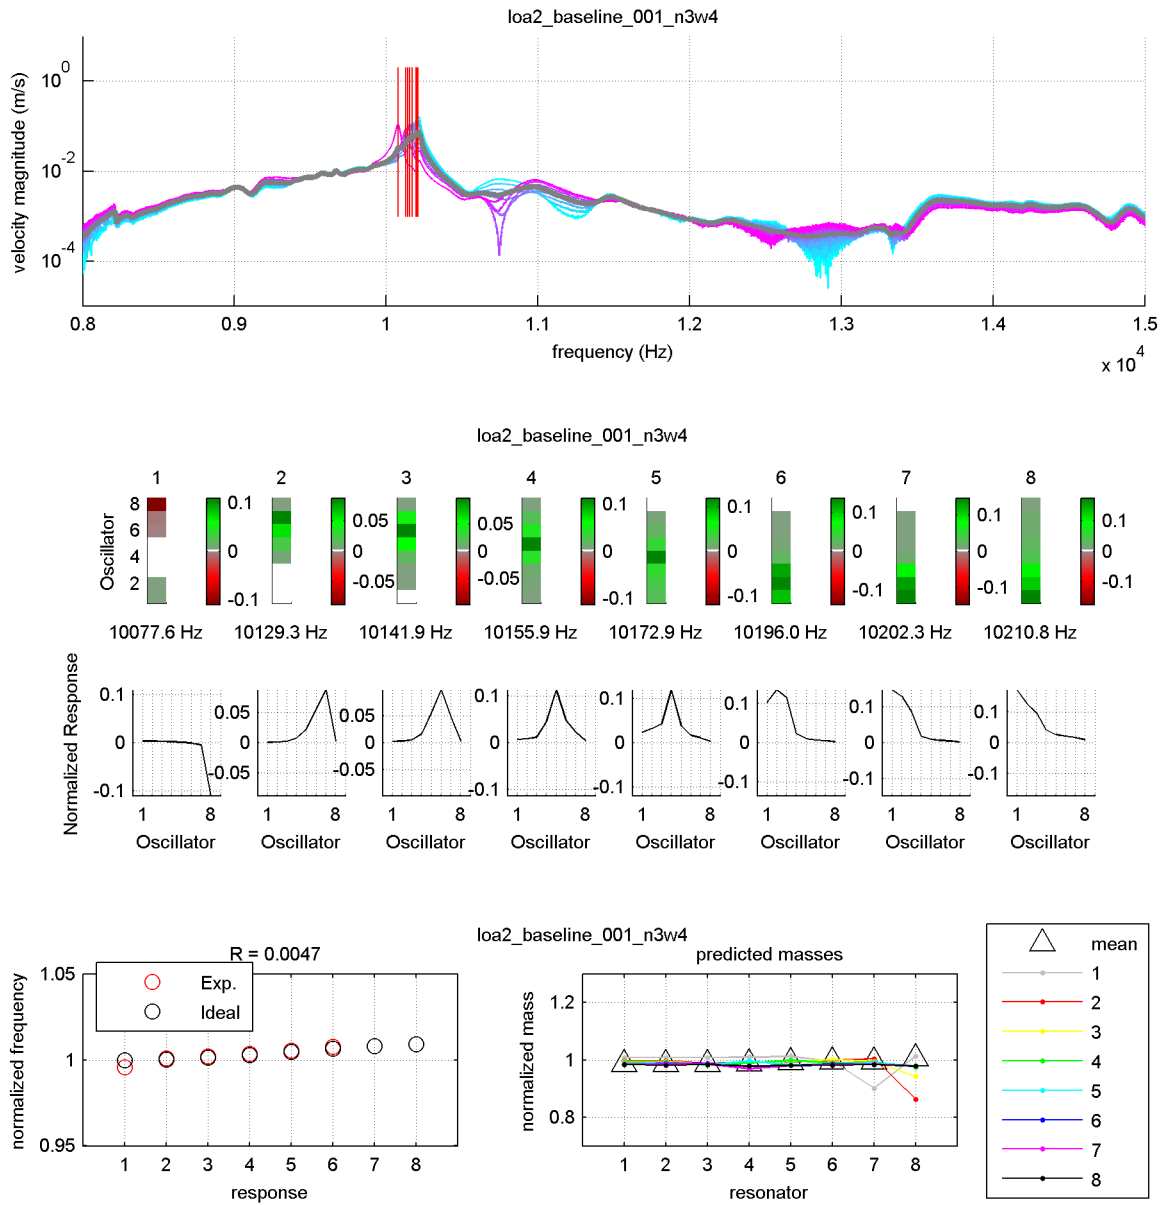 loa2_baseline_001_n3w4
10^0
10^-2
10^-4
velocity magnitude (m/s)
0.8 0.9 1 1.1 1.2 1.3 1.4 1.5
frequency (Hz)
x 10^4
loa2_baseline_001_n3w4
1 2 3 4 5 6 7 8
Oscillator
8 6 4 2
0.1 0 -0.1
0.05 0 -0.05
0.05 0 -0.05
0.1 0 -0.1
0.1 0 -0.1
0.1 0 -0.1
0.1 0 -0.1
0.1 0 -0.1
10077.6 Hz 10129.3 Hz 10141.9 Hz 10155.9 Hz 10172.9 Hz 10196.0 Hz 10202.3 Hz 10210.8 Hz
Normalized Response
0.1 0 -0.1
0.05 0 -0.05
0.05 0 -0.05
0.1 0 -0.1
0.1 0 -0.1
0.1 0 -0.1
0.1 0 -0.1
0.1 0 -0.1
1 8 1 8 1 8 1 8 1 8 1 8 1 8 1 8
Oscillator Oscillator Oscillator Oscillator Oscillator Oscillator Oscillator Oscillator
loa2_baseline_001_n3w4
R = 0.0047
normalized frequency
1.05
1
0.95
Exp.
Ideal
1 2 3 4 5 6 7 8
response
predicted masses
normalized mass
1.2
1
0.8
1 2 3 4 5 6 7 8
resonator
mean
1
2
3
4
5
6
7
8